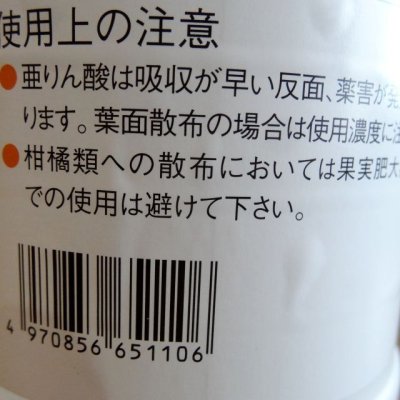 使用上の注意
●亜りん酸は吸収が早い反面、薬害が発
ります。葉面散布の場合は使用濃度に注
●柑橘類への散布においては果実肥大
での使用は避けて下さい。
4 970856 651106